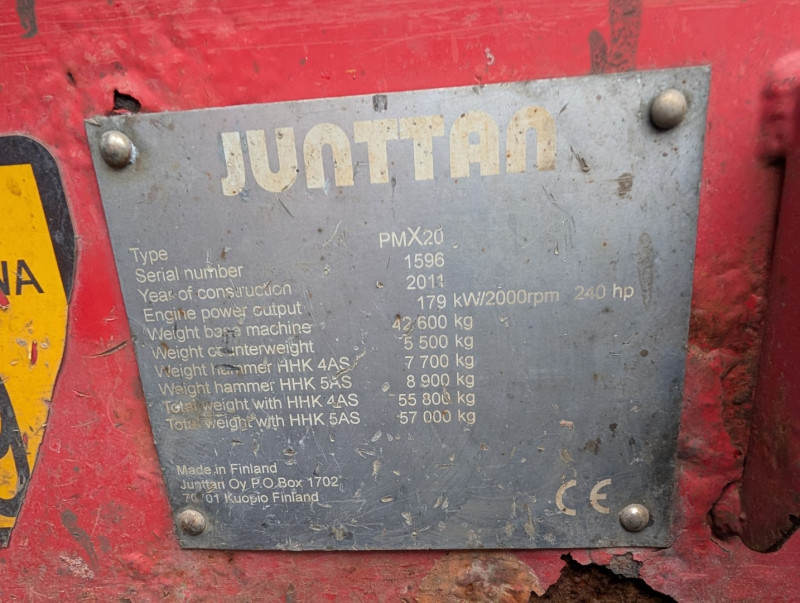 JUNTTAN
Type PMX20
Serial number 1596
Year of construction 2011
Engine power output 179 kW/2000rpm 240 hp
Weight base machine 42 600 kg
Weight counterweight 5 500 kg
Weight hammer HHK 4AS 7 700 kg
Weight hammer HHK 5AS 8 900 kg
Total weight with HHK 4AS 55 800 kg
Total weight with HHK 5AS 57 000 kg
Made in Finland
Junttan Oy P.O.Box 1702
70701 Kuopio Finland
CE